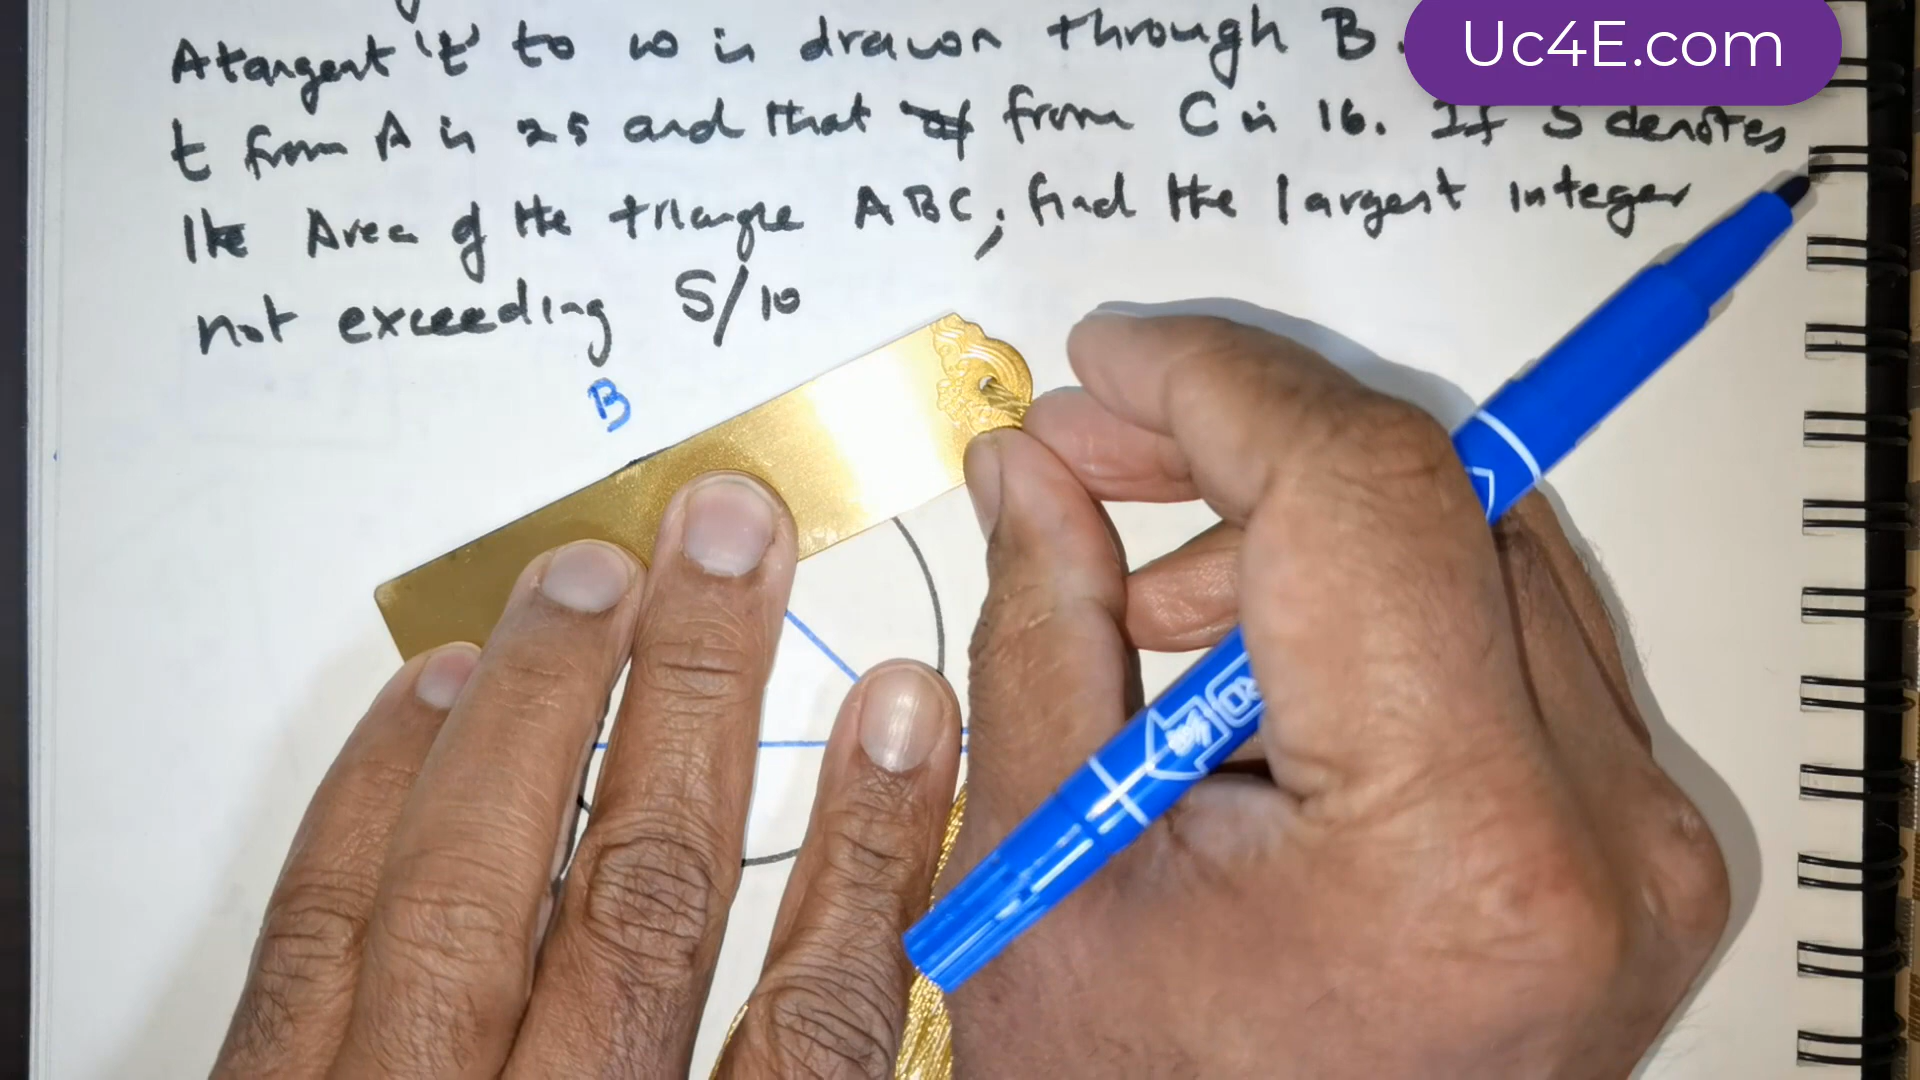 Uc4E.com
A tangent 't' to ω is drawn through B.
t from A is 25 and that from C is 16. If S denotes
the Area of the triangle ABC, find the largest integer
not exceeding S/10
B